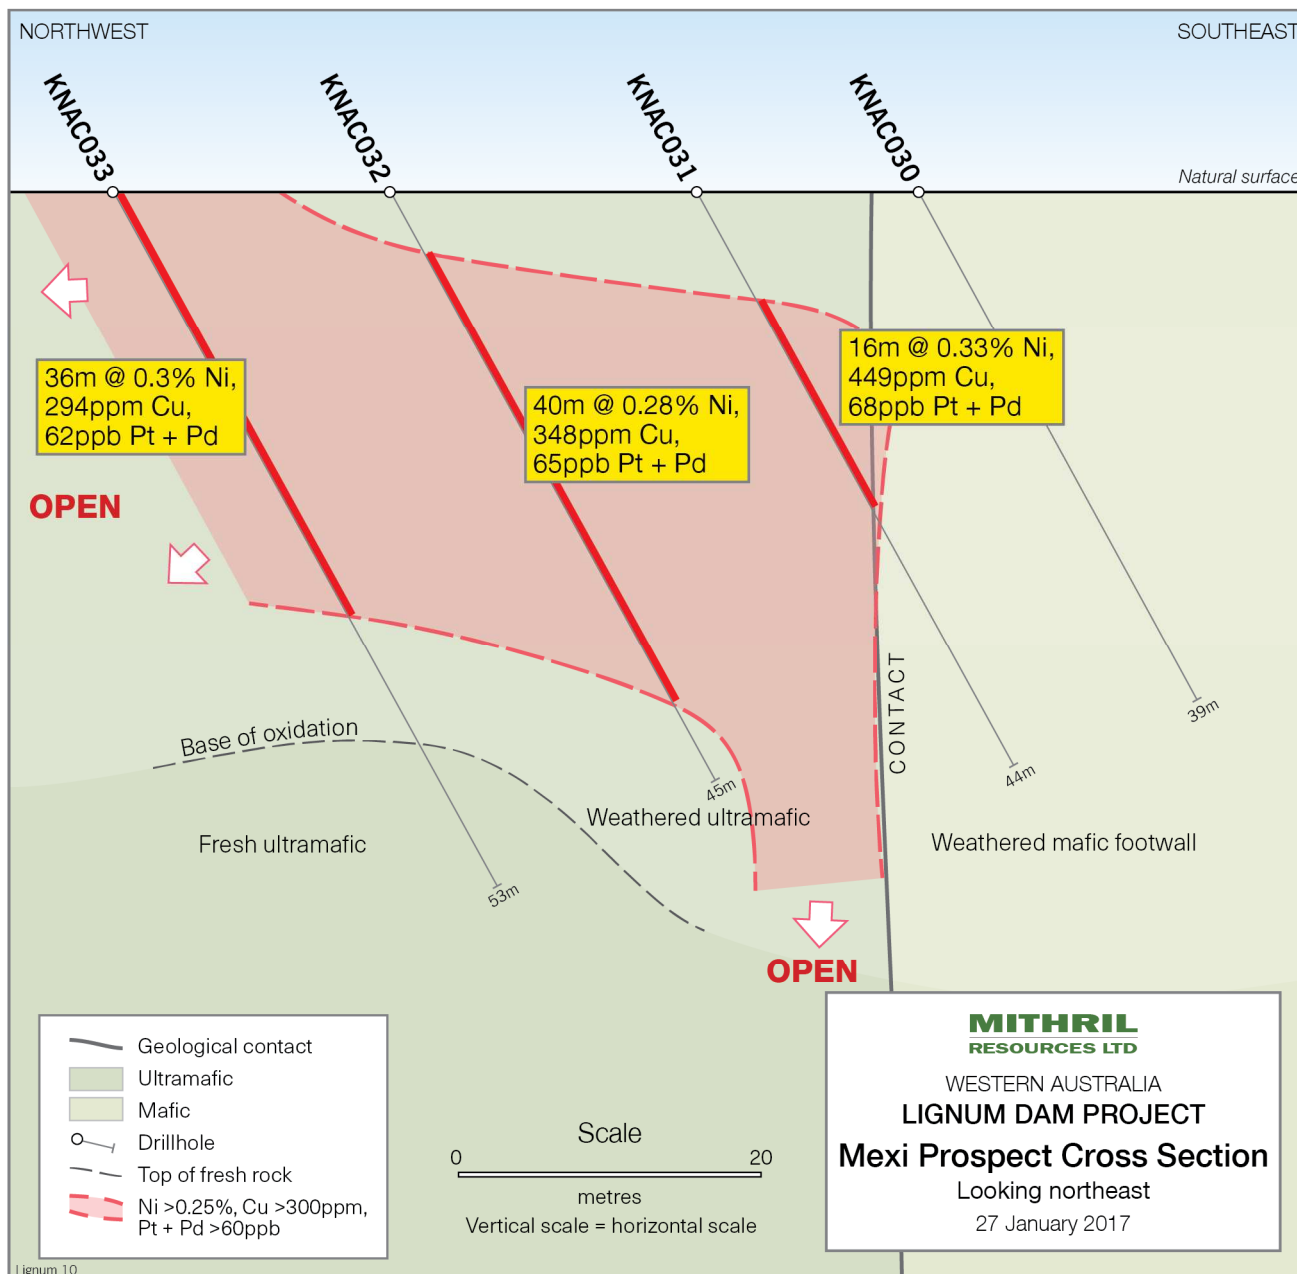 NORTHWEST
SOUTHEAST
KNAC033
KNAC032
KNAC031
KNAC030
Natural surface
36m @ 0.3% Ni,
294ppm Cu,
62ppb Pt + Pd
40m @ 0.28% Ni,
348ppm Cu,
65ppb Pt + Pd
16m @ 0.33% Ni,
449ppm Cu,
68ppb Pt + Pd
OPEN
CONTACT
39m
44m
45m
53m
Base of oxidation
Weathered ultramafic
Fresh ultramafic
Weathered mafic footwall
OPEN
Geological contact
Ultramafic
Mafic
Drillhole
Top of fresh rock
Ni >0.25%, Cu >300ppm,
Pt + Pd >60ppb
Scale
0 20
metres
Vertical scale = horizontal scale
MITHRIL
RESOURCES LTD
WESTERN AUSTRALIA
LIGNUM DAM PROJECT
Mexi Prospect Cross Section
Looking northeast
27 January 2017
Lignum 10